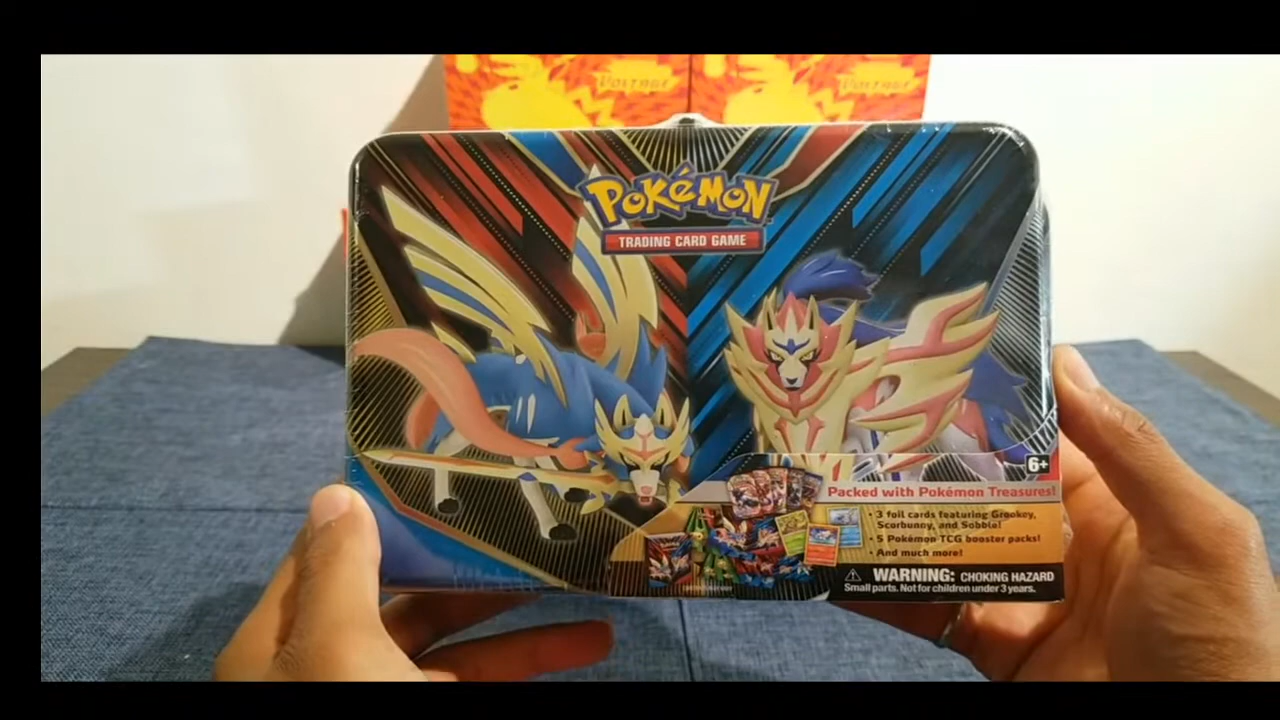 VOLTAGE
VOLTAGE
POKéMON
TRADING CARD GAME
6+
Packed with Pokémon Treasures!
• 3 foil cards featuring Grookey,
Scorbunny, and Sobble!
• 5 Pokémon TCG booster packs!
• And much more!
WARNING: CHOKING HAZARD
Small parts. Not for children under 3 years.